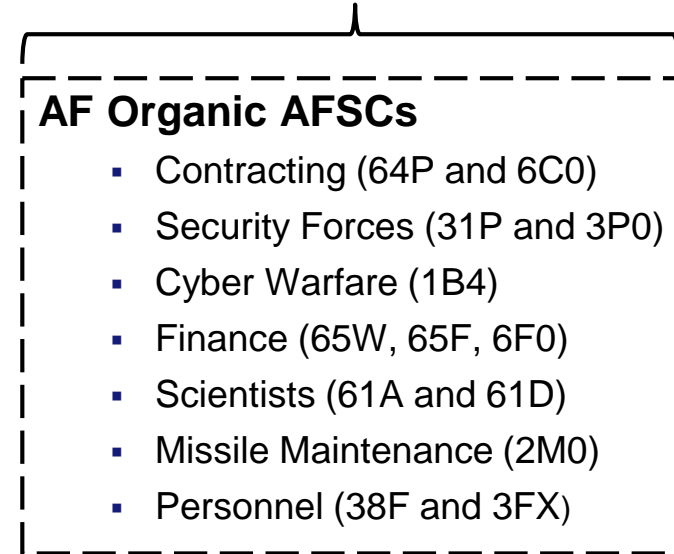 AF Organic AFSCs
▪ Contracting (64P and 6C0)
▪ Security Forces (31P and 3P0)
▪ Cyber Warfare (1B4)
▪ Finance (65W, 65F, 6F0)
▪ Scientists (61A and 61D)
▪ Missile Maintenance (2M0)
▪ Personnel (38F and 3FX)